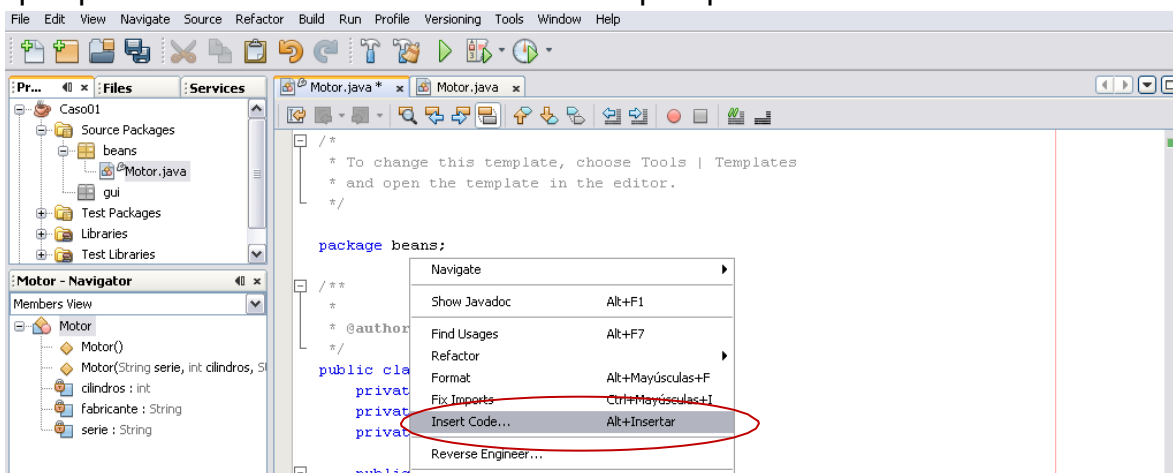 File Edit View Navigate Source Refactor Build Run Profile Versioning Tools Window Help
Pr... Files Services
Motor.java * x Motor.java x
Caso01
Source Packages
beans
Motor.java
gui
Test Packages
Libraries
Test Libraries
Motor - Navigator
Members View
Motor
Motor()
Motor(String serie, int cilindros, S
cilindros : int
fabricante : String
serie : String
/*
* To change this template, choose Tools | Templates
* and open the template in the editor.
*/
package beans;
/**
*
* @author
*/
public cla
privat
privat
privat
public
Navigate
Show Javadoc Alt+F1
Find Usages Alt+F7
Refactor
Format Alt+Mayúsculas+F
Fix Imports Ctrl+Mayúsculas+I
Insert Code... Alt+Insertar
Reverse Engineer...